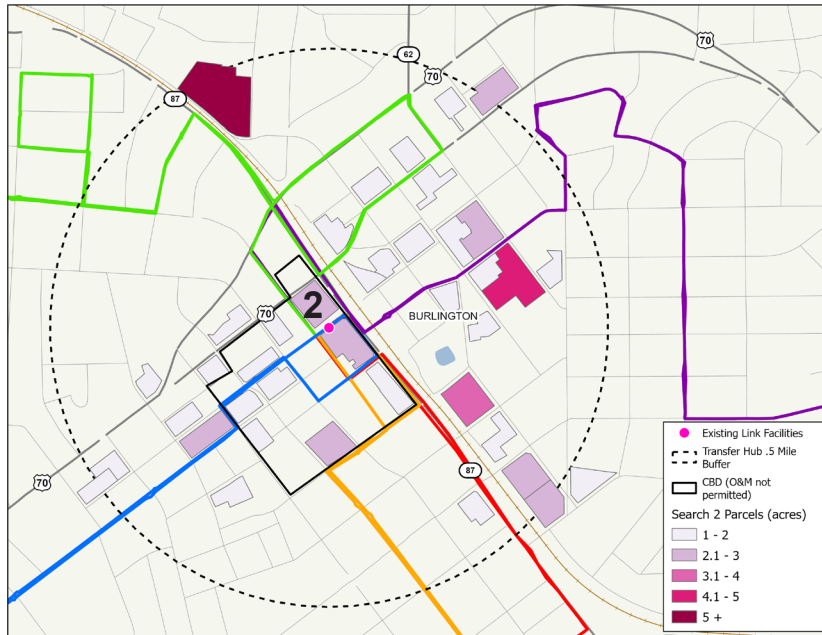 70
62
70
87
2
70
BURLINGTON
87
70
Existing Link Facilities
Transfer Hub .5 Mile
Buffer
CBD (O&M not
permitted)
Search 2 Parcels (acres)
1 - 2
2.1 - 3
3.1 - 4
4.1 - 5
5 +